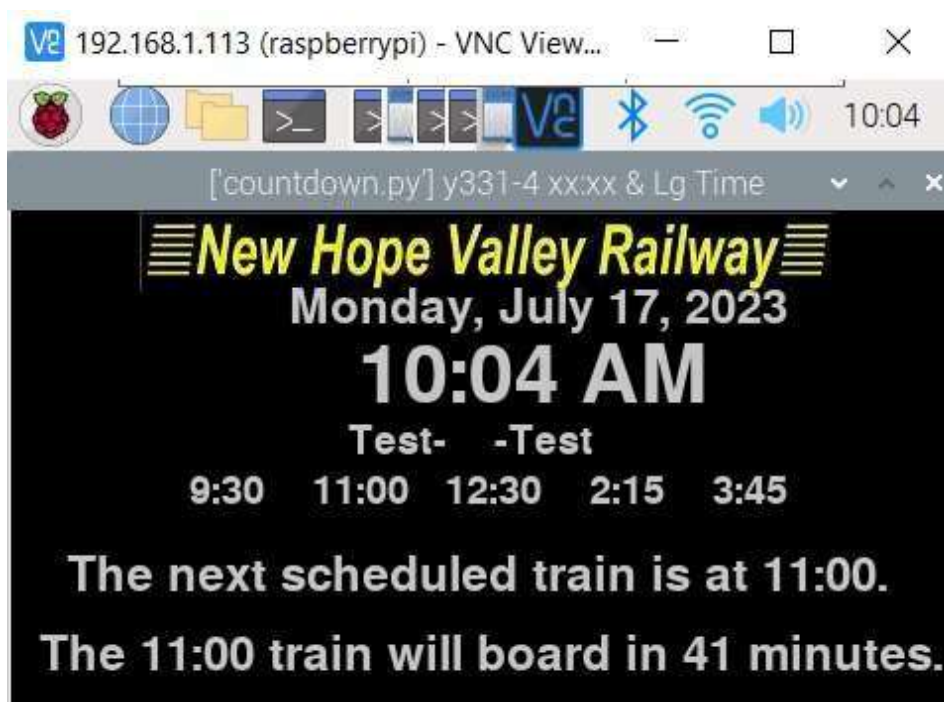 192.168.1.113 (raspberrypi) - VNC View...
10:04
['countdown.py'] y331-4 xx:xx & Lg Time
New Hope Valley Railway
Monday, July 17, 2023
10:04 AM
Test- -Test
9:30 11:00 12:30 2:15 3:45
The next scheduled train is at 11:00.
The 11:00 train will board in 41 minutes.